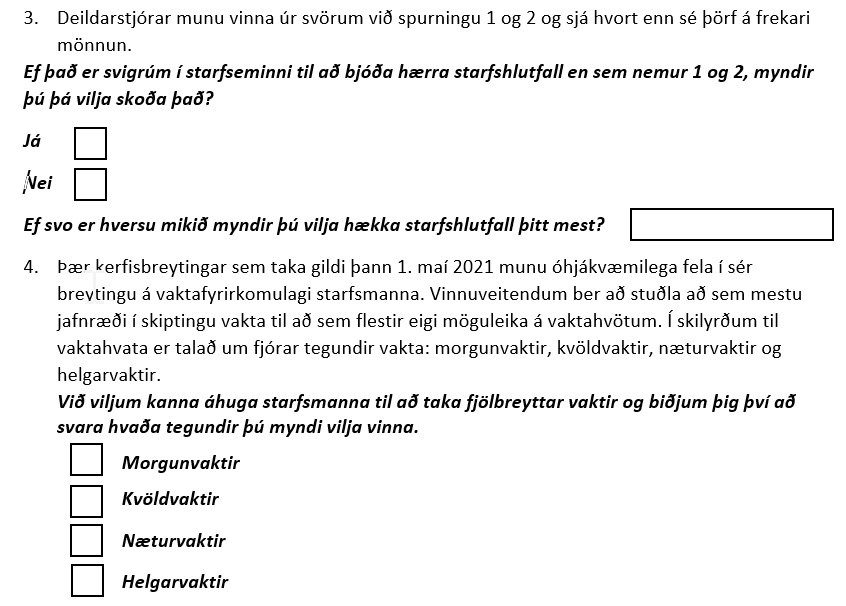 3. Deildarstjórar munu vinna úr svörum við spurningu 1 og 2 og sjá hvort enn sé þörf á frekari
mönnun.
Ef það er svigrúm í starfseminni til að bjóða hærra starfshlutfall en sem nemur 1 og 2, myndir
þú þá vilja skoða það?
Já
Nei
Ef svo er hversu mikið myndir þú vilja hækka starfshlutfall þitt mest?
4. Þær kerfisbreytingar sem taka gildi þann 1. maí 2021 munu óhjákvæmilega fela í sér
breytingu á vaktafyrirkomulagi starfsmanna. Vinnuveitendum ber að stuðla að sem mestu
jafnræði í skiptingu vakta til að sem flestir eigi möguleika á vaktahvötum. Í skilyrðum til
vaktahvata er talað um fjórar tegundir vakta: morgunvaktir, kvöldvaktir, næturvaktir og
helgarvaktir.
Við viljum kanna áhuga starfsmanna til að taka fjölbreyttar vaktir og biðjum þig því að
svara hvaða tegundir þú myndi vilja vinna.
Morgunvaktir
Kvöldvaktir
Næturvaktir
Helgarvaktir